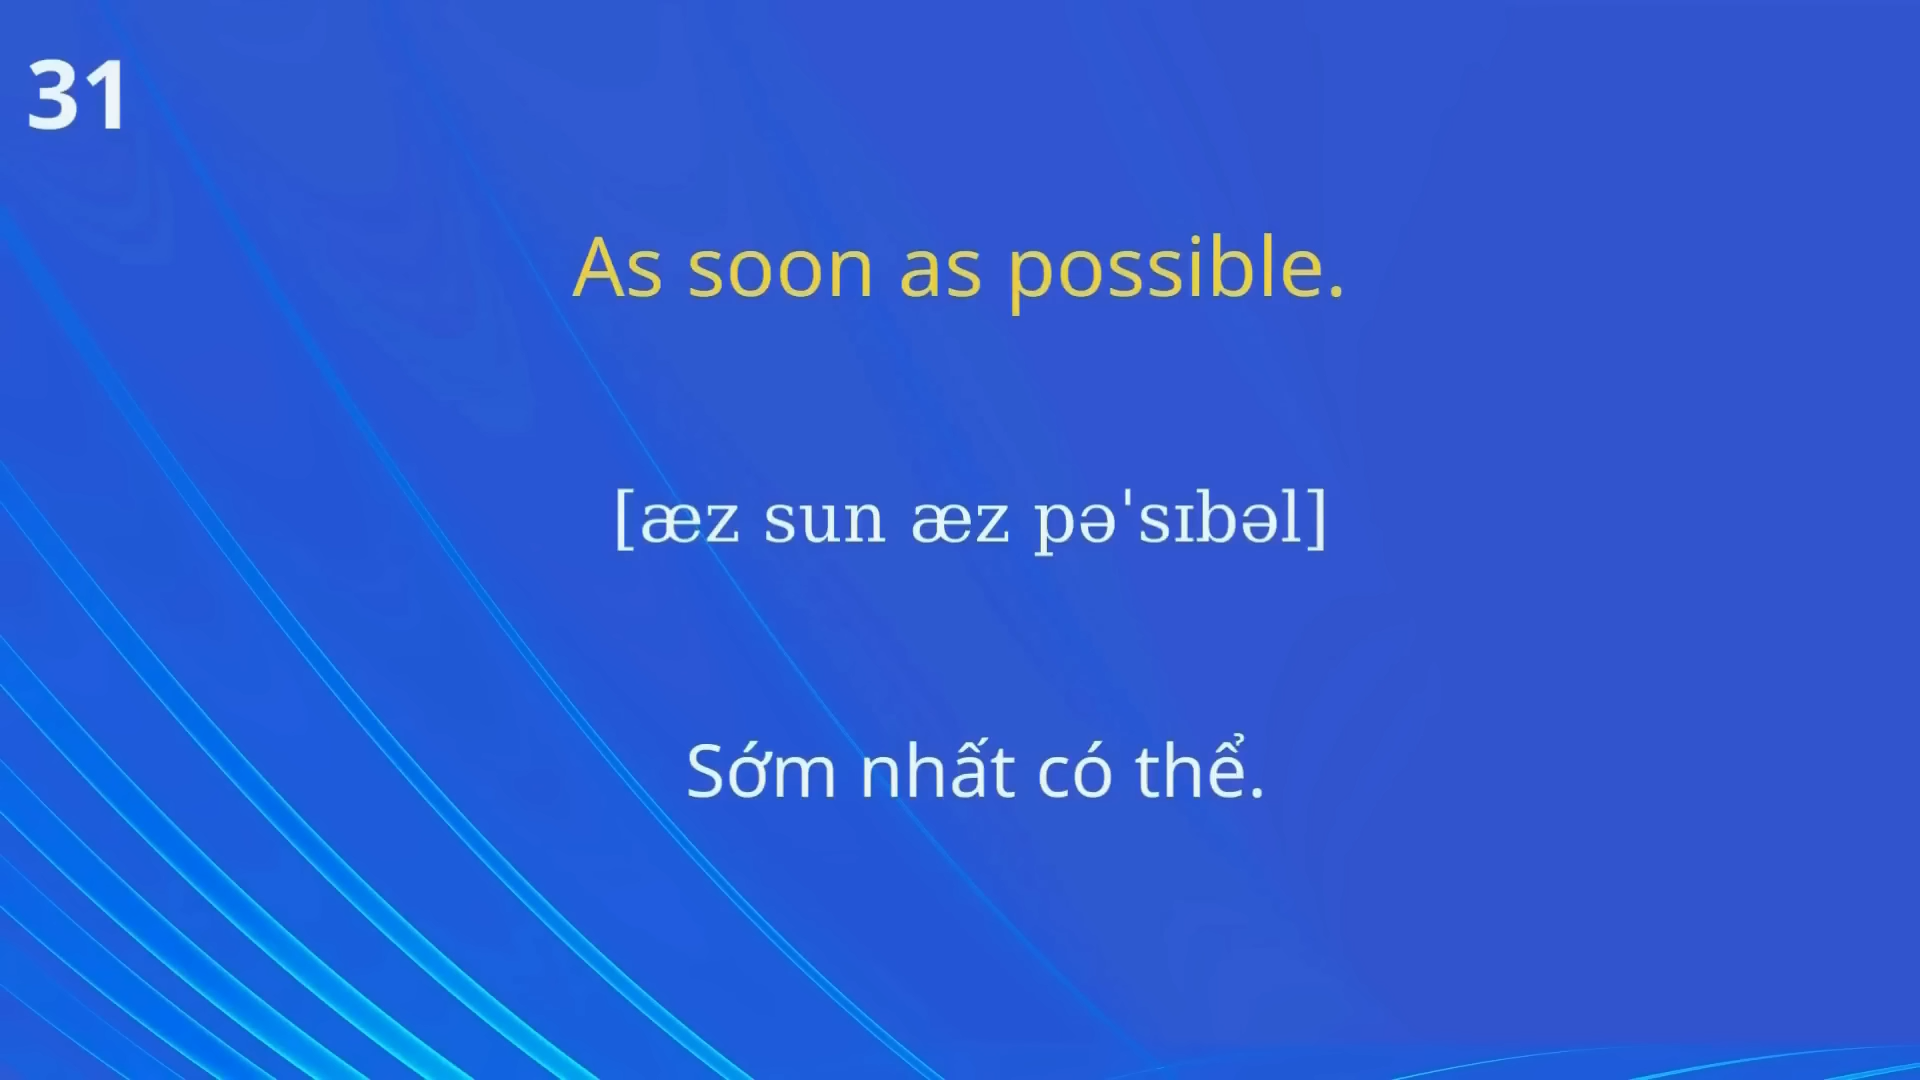 31
As soon as possible.
[æz sun æz pəˈsɪbəl]
Sớm nhất có thể.